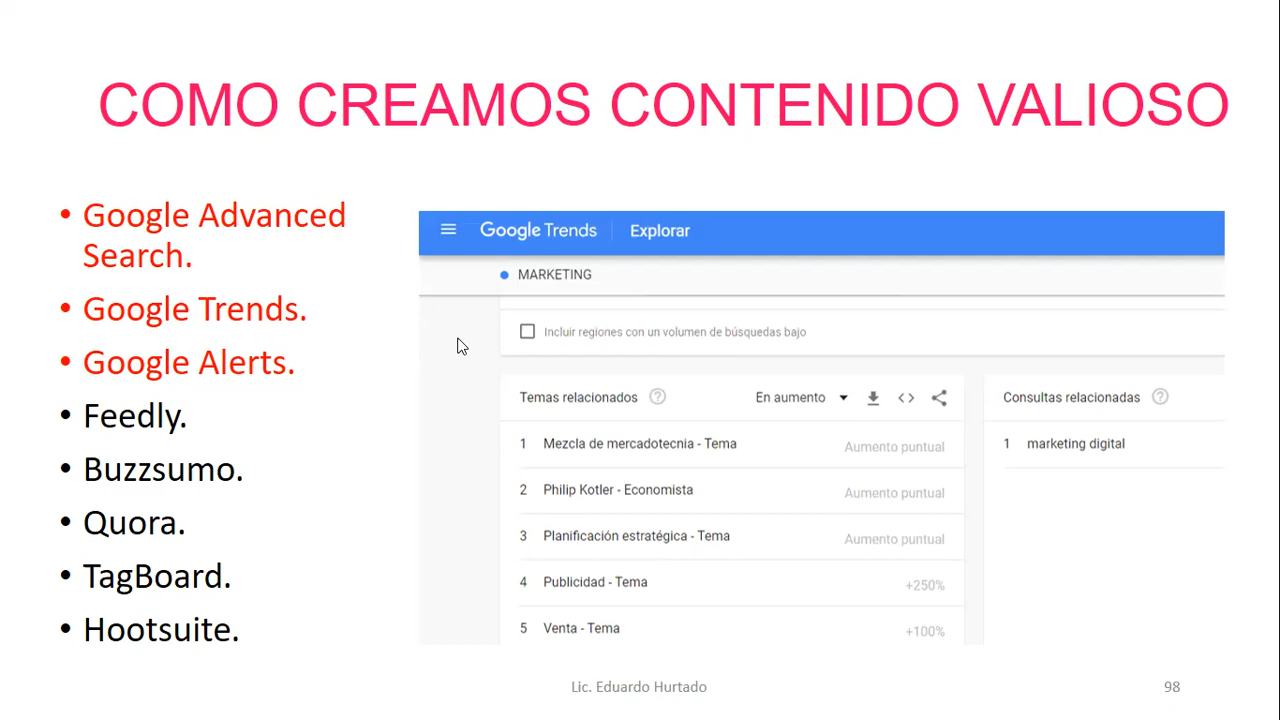 COMO CREAMOS CONTENIDO VALIOSO
• Google Advanced
Search.
• Google Trends.
• Google Alerts.
• Feedly.
• Buzzsumo.
• Quora.
• TagBoard.
• Hootsuite.
Google Trends Explorar
MARKETING
Incluir regiones con un volumen de búsquedas bajo
Temas relacionados ? En aumento
1 Mezcla de mercadotecnia - Tema Aumento puntual
2 Philip Kotler - Economista Aumento puntual
3 Planificación estratégica - Tema Aumento puntual
4 Publicidad - Tema +250%
5 Venta - Tema +100%
Consultas relacionadas ?
1 marketing digital
Lic. Eduardo Hurtado
98